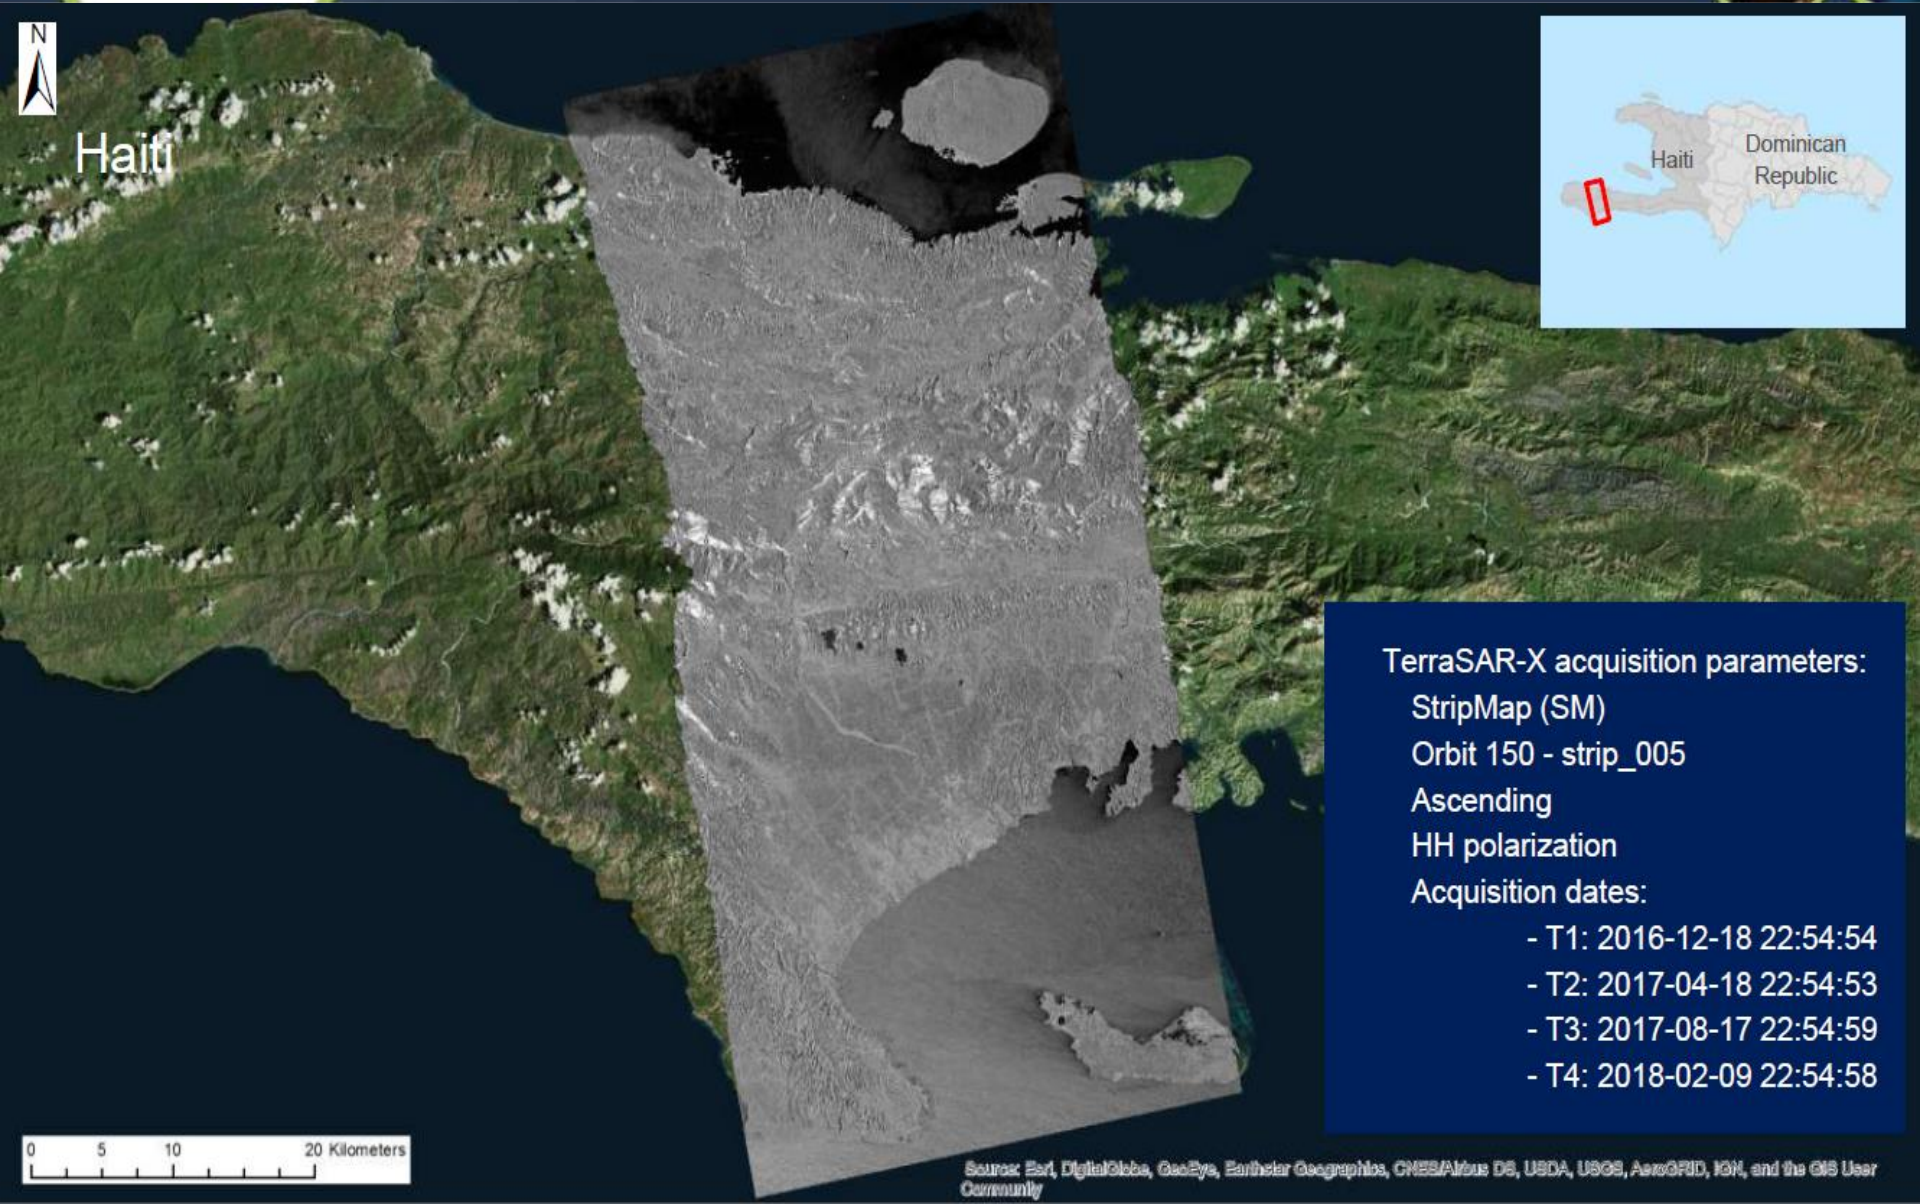 N
Haiti
Haiti
Dominican
Republic
TerraSAR-X acquisition parameters:
StripMap (SM)
Orbit 150 - strip_005
Ascending
HH polarization
Acquisition dates:
- T1: 2016-12-18 22:54:54
- T2: 2017-04-18 22:54:53
- T3: 2017-08-17 22:54:59
- T4: 2018-02-09 22:54:58
0 5 10 20 Kilometers
Source: Esri, DigitalGlobe, GeoEye, Earthstar Geographics, CNES/Airbus DS, USDA, USGS, AeroGRID, IGN, and the GIS User
Community